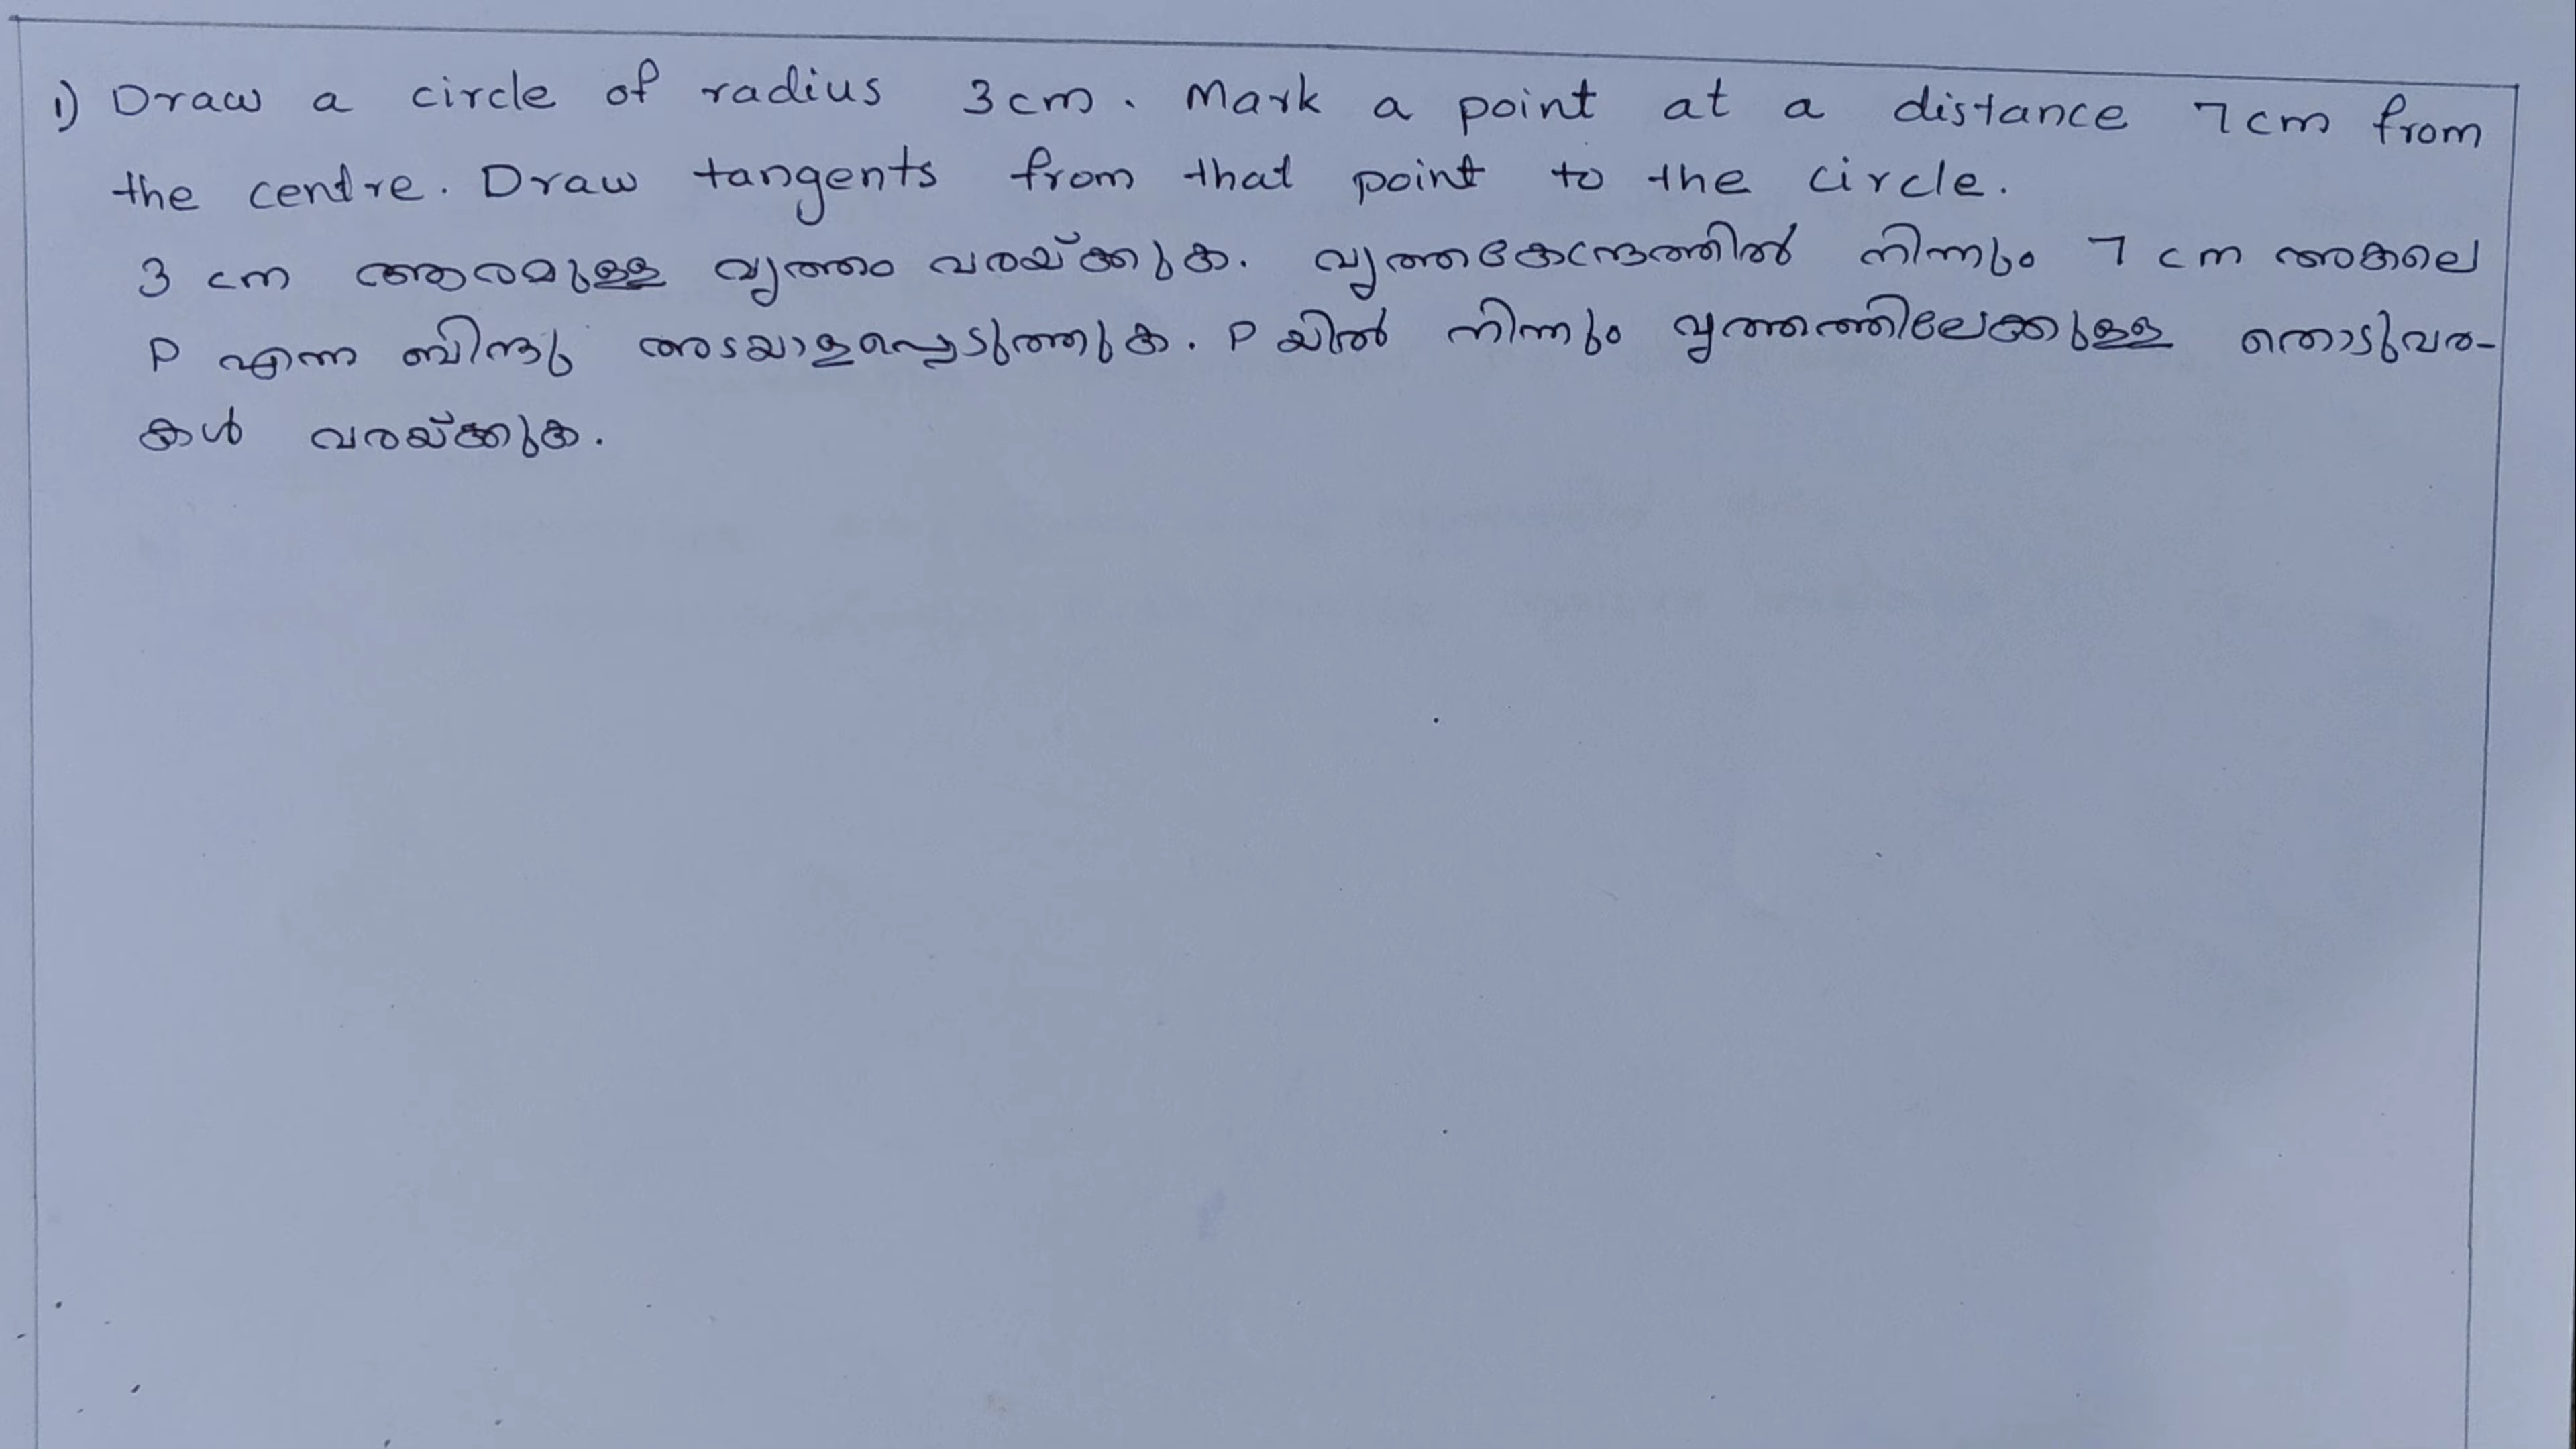 1) Draw a circle of radius 3cm. Mark a point at a distance 7cm from
the centre. Draw tangents from that point to the circle.
3 cm ആരമുള്ള വൃത്തം വരയ്ക്കുക. വൃത്തകേന്ദ്രത്തിൽ നിന്നും 7 cm അകലെ
P എന്ന ബിന്ദു അടയാളപ്പെടുത്തുക. P യിൽ നിന്നും വൃത്തത്തിലേക്കുള്ള തൊടുവര-
കൾ വരയ്ക്കുക.